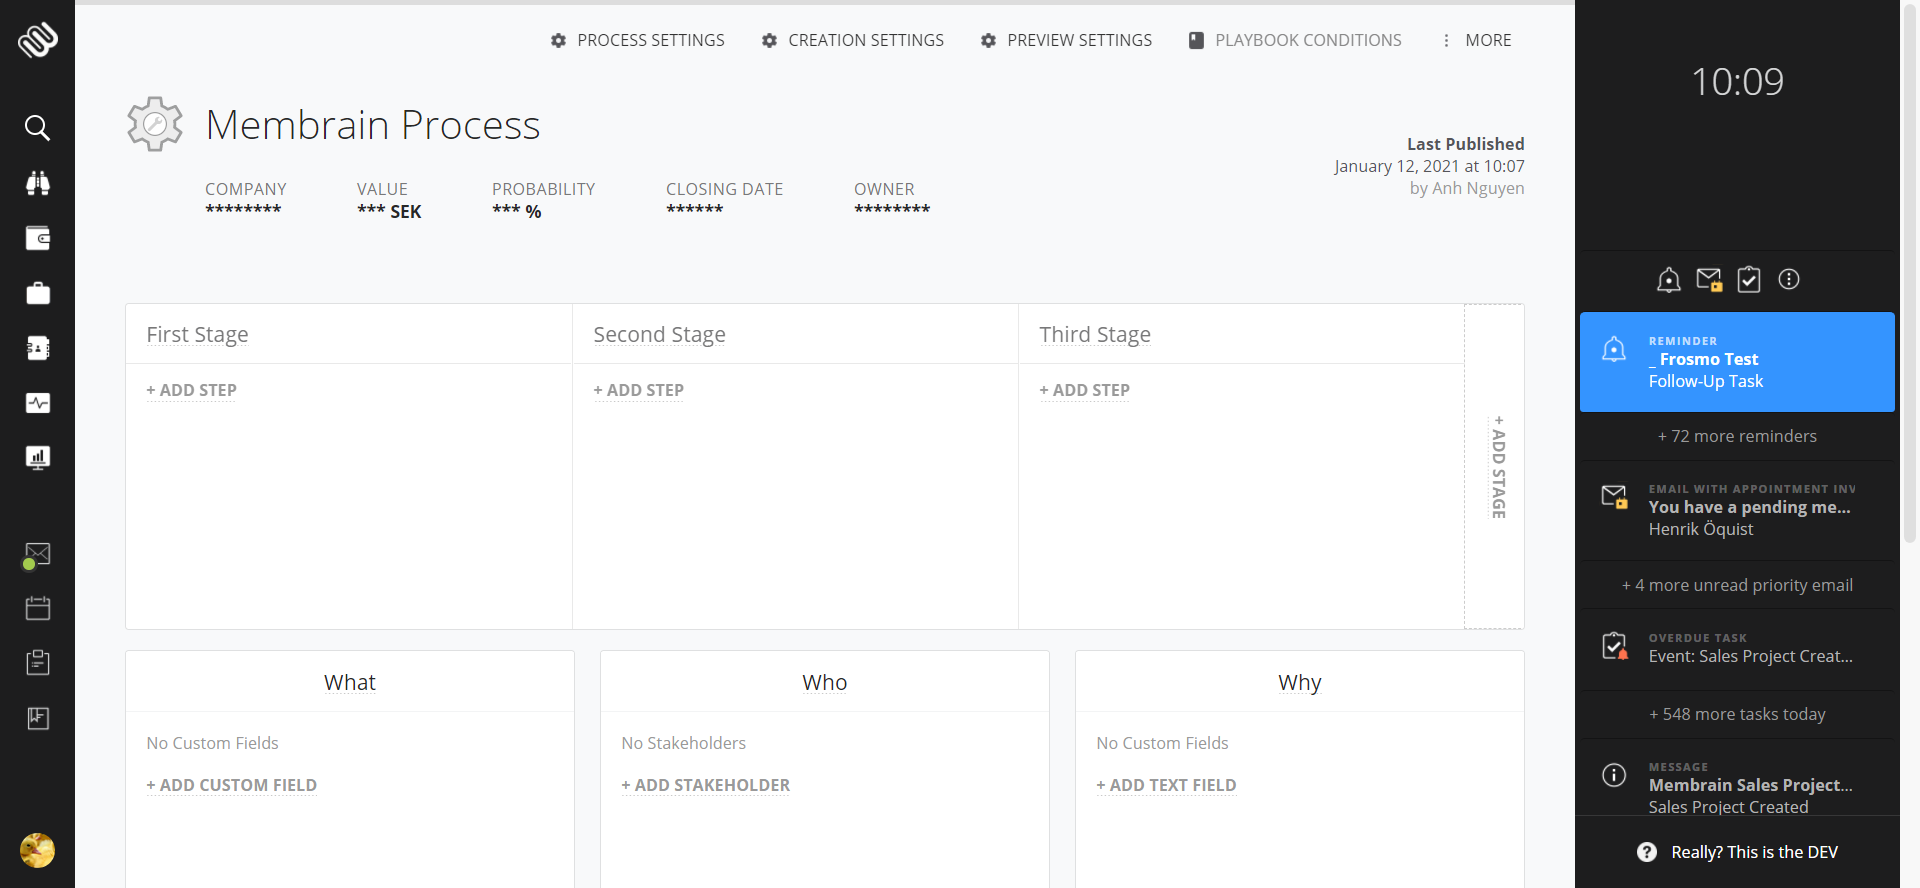 PROCESS SETTINGS
CREATION SETTINGS
PREVIEW SETTINGS
PLAYBOOK CONDITIONS
MORE
Membrain Process
Last Published
January 12, 2021 at 10:07
by Anh Nguyen
COMPANY
********
VALUE
*** SEK
PROBABILITY
*** %
CLOSING DATE
******
OWNER
********
First Stage
+ ADD STEP
Second Stage
+ ADD STEP
Third Stage
+ ADD STEP
+ ADD STAGE
What
No Custom Fields
+ ADD CUSTOM FIELD
Who
No Stakeholders
+ ADD STAKEHOLDER
Why
No Custom Fields
+ ADD TEXT FIELD
10:09
REMINDER
_ Frosmo Test
Follow-Up Task
+ 72 more reminders
EMAIL WITH APPOINTMENT INV
You have a pending me...
Henrik Öquist
+ 4 more unread priority email
OVERDUE TASK
Event: Sales Project Creat...
+ 548 more tasks today
MESSAGE
Membrain Sales Project...
Sales Project Created
Really? This is the DEV